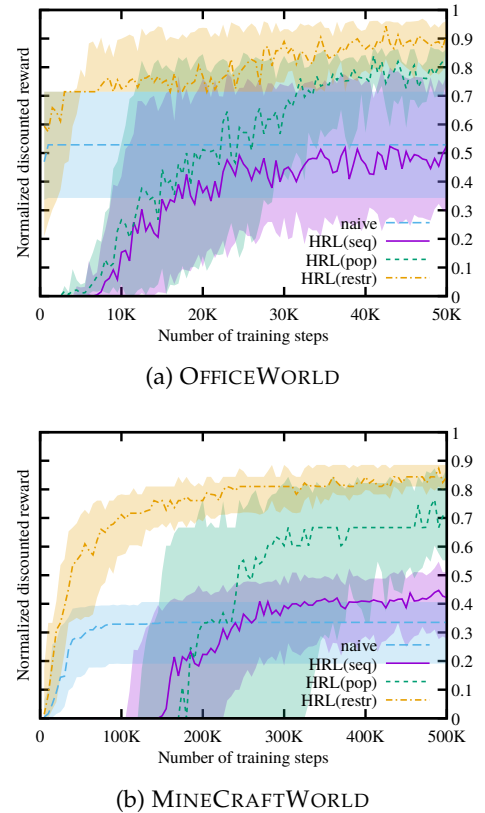 Normalized discounted reward
0
0.1
0.2
0.3
0.4
0.5
0.6
0.7
0.8
0.9
1
naive
HRL(seq)
HRL(pop)
HRL(restr)
0 10K 20K 30K 40K 50K
Number of training steps
(a) OFFICEWORLD
Normalized discounted reward
0
0.1
0.2
0.3
0.4
0.5
0.6
0.7
0.8
0.9
1
naive
HRL(seq)
HRL(pop)
HRL(restr)
0 100K 200K 300K 400K 500K
Number of training steps
(b) MINECRAFTWORLD